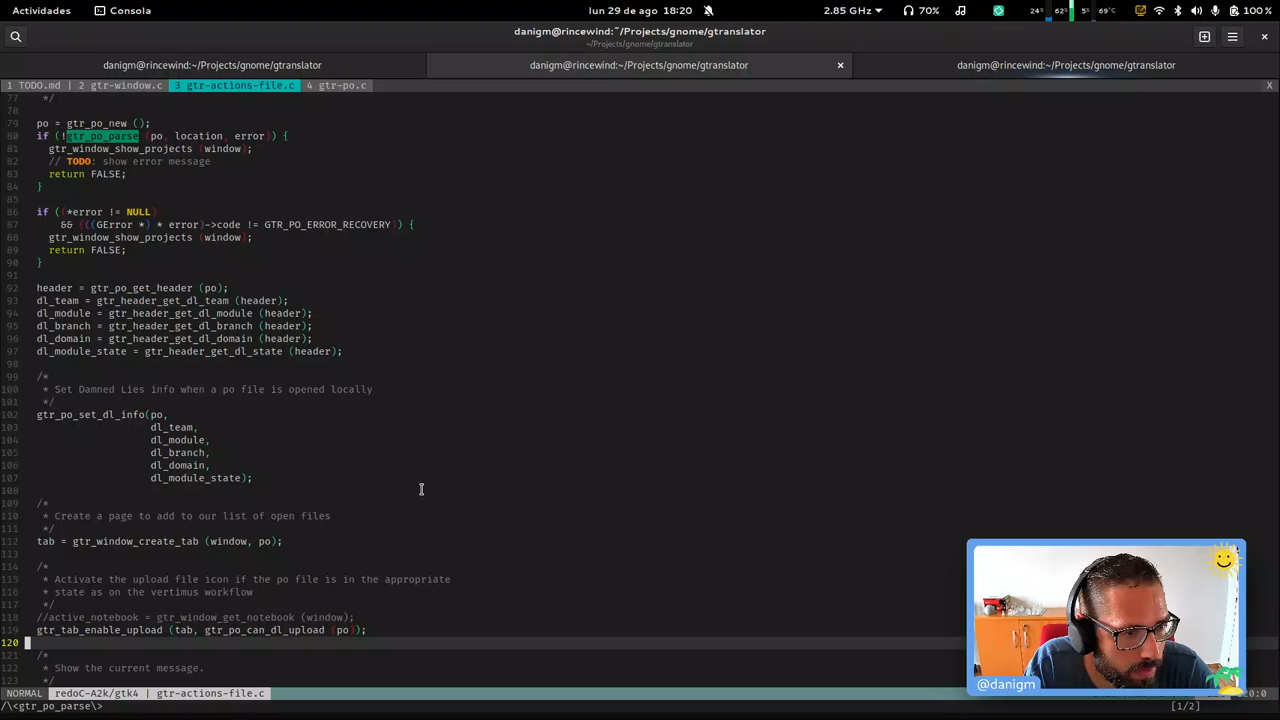 Actividades
Consola
lun 29 de ago 18:20
2.85 GHz
70%
24%
62%
5%
69°C
100 %
danigm@rincewind:~/Projects/gnome/gtranslator
~/Projects/gnome/gtranslator
danigm@rincewind:~/Projects/gnome/gtranslator
danigm@rincewind:~/Projects/gnome/gtranslator
danigm@rincewind:~/Projects/gnome/gtranslator
1 TODO.md | 2 gtr-window.c 3 gtr-actions-file.c 4 gtr-po.c X
77 */
78
79 po = gtr_po_new ();
80 if (!gtr_po_parse (po, location, error)) {
81 gtr_window_show_projects (window);
82 // TODO: show error message
83 return FALSE;
84 }
85
86 if ((*error != NULL)
87 && (((GError *) * error)->code != GTR_PO_ERROR_RECOVERY)) {
88 gtr_window_show_projects (window);
89 return FALSE;
90 }
91
92 header = gtr_po_get_header (po);
93 dl_team = gtr_header_get_dl_team (header);
94 dl_module = gtr_header_get_dl_module (header);
95 dl_branch = gtr_header_get_dl_branch (header);
96 dl_domain = gtr_header_get_dl_domain (header);
97 dl_module_state = gtr_header_get_dl_state (header);
98
99 /*
100 * Set Damned Lies info when a po file is opened locally
101 */
102 gtr_po_set_dl_info(po,
103 dl_team,
104 dl_module,
105 dl_branch,
106 dl_domain,
107 dl_module_state);
108
109 /*
110 * Create a page to add to our list of open files
111 */
112 tab = gtr_window_create_tab (window, po);
113
114 /*
115 * Activate the upload file icon if the po file is in the appropriate
116 * state as on the vertimus workflow
117 */
118 //active_notebook = gtr_window_get_notebook (window);
119 gtr_tab_enable_upload (tab, gtr_po_can_dl_upload (po));
120
121 /*
122 * Show the current message.
123 */
@danigm
NORMAL redoC-A2k/gtk4 | gtr-actions-file.c
/\<gtr_po_parse\> [1/2]